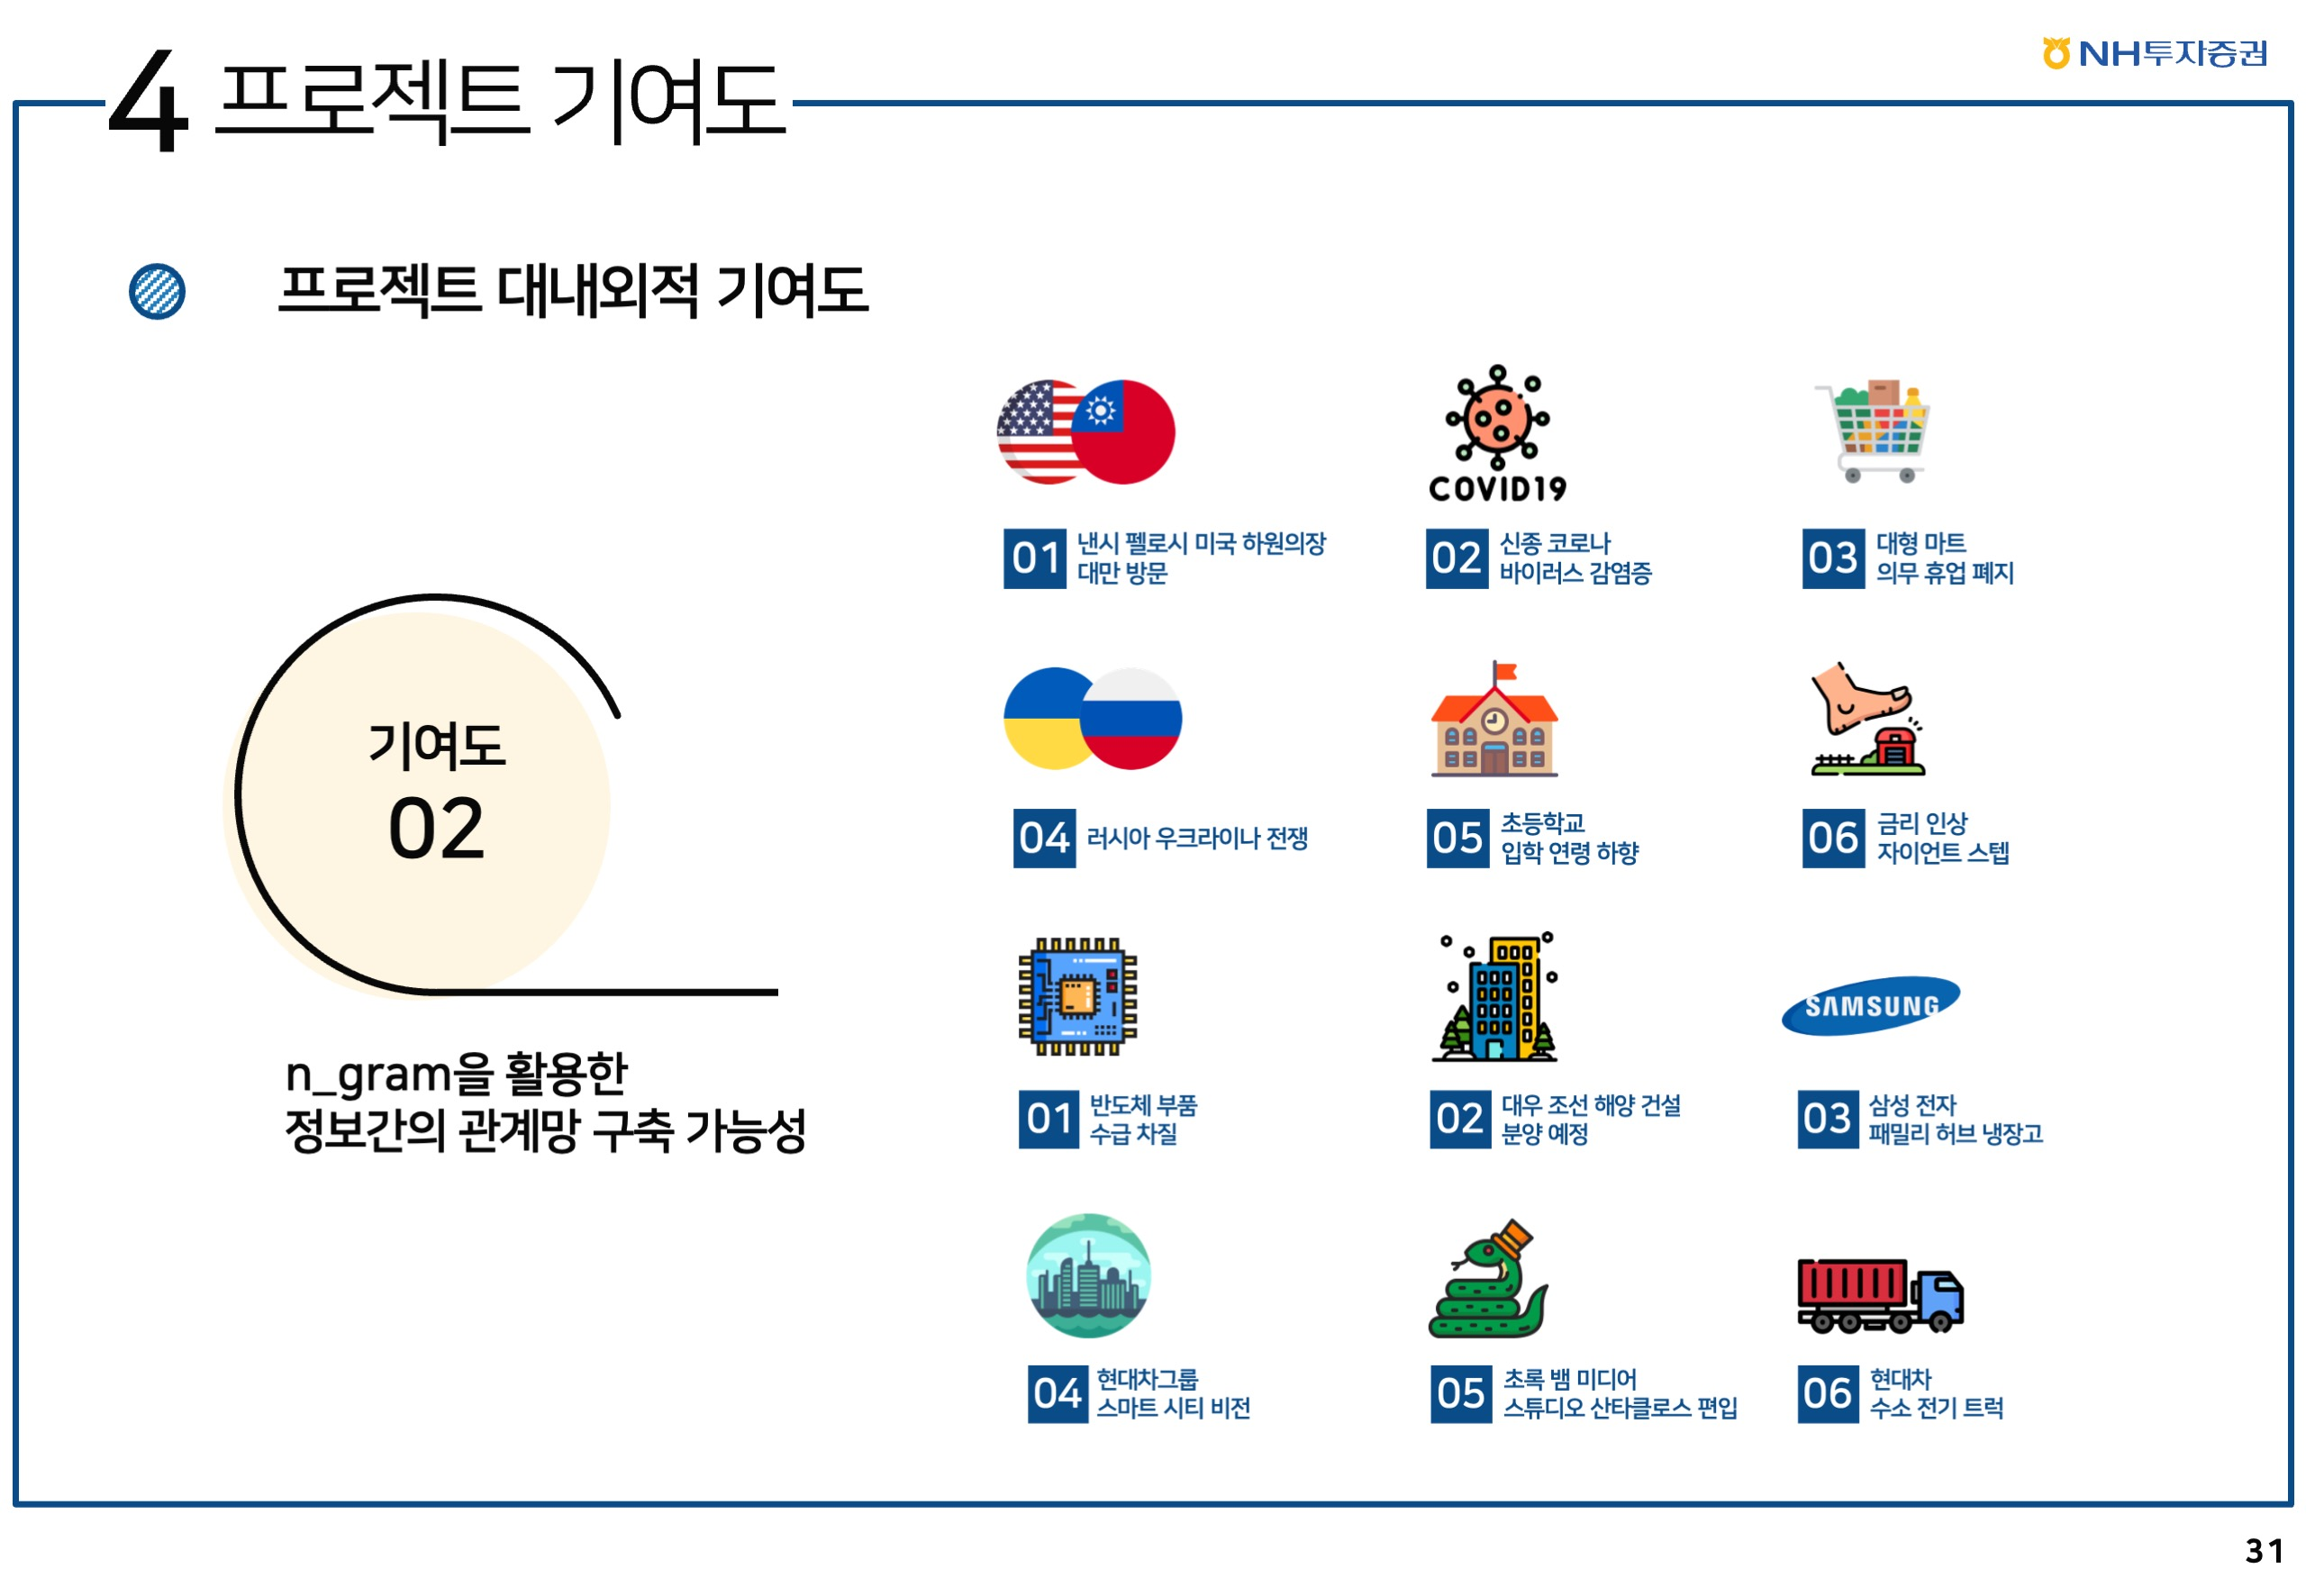 4 프로젝트 기여도
NH투자증권
프로젝트 대내외적 기여도
기여도
02
n_gram을 활용한
정보간의 관계망 구축 가능성
COVID19
01 낸시 펠로시 미국 하원의장
대만 방문
02 신종 코로나
바이러스 감염증
03 대형 마트
의무 휴업 폐지
04 러시아 우크라이나 전쟁
05 초등학교
입학 연령 하향
06 금리 인상
자이언트 스텝
SAMSUNG
01 반도체 부품
수급 차질
02 대우 조선 해양 건설
분양 예정
03 삼성 전자
패밀리 허브 냉장고
04 현대차그룹
스마트 시티 비전
05 초록 뱀 미디어
스튜디오 산타클로스 편입
06 현대차
수소 전기 트럭
31